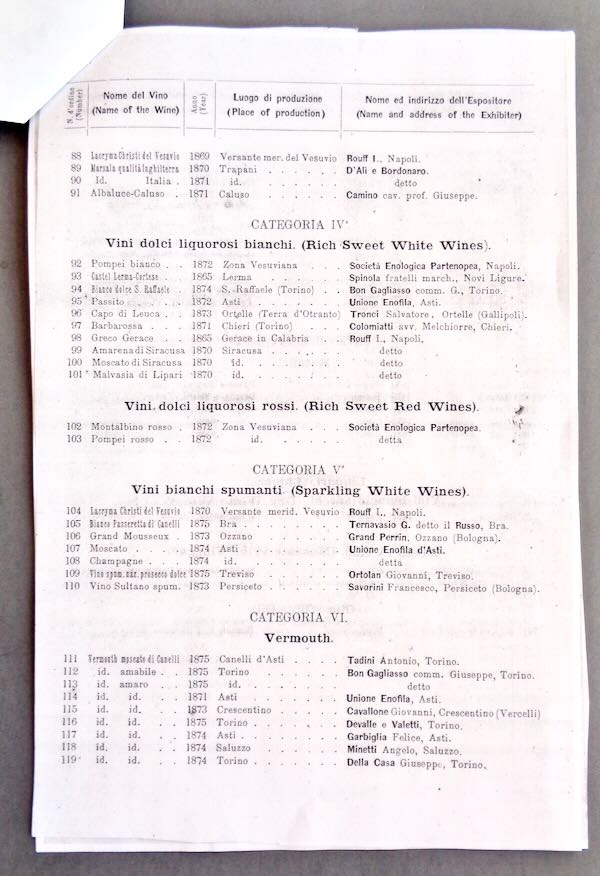 N. d'ordine (Number) Nome del Vino (Name of the Wine) Anno (Year) Luogo di produzione (Place of production) Nome ed indirizzo dell'Espositore (Name and address of the Exhibiter)
88 Lacryma Christi del Vesuvio 1869 Versante mer. del Vesuvio Rouff I., Napoli.
89 Marsala qualità Inghilterra 1870 Trapani . . . . . . D'Ali e Bordonaro.
90 Id. Italia . 1871 id. . . . . . . detto
91 Albaluce-Caluso . 1871 Caluso . . . . . . Camino cav. prof. Giuseppe.
CATEGORIA IVª
Vini dolci liquorosi bianchi. (Rich Sweet White Wines).
92 Pompei bianco . . 1872 Zona Vesuviana . . . Società Enologica Partenopea, Napoli.
93 Castel Lerma-Cortese . . 1865 Lerma . . . . . . Spinola fratelli march., Novi Ligure.
94 Bianco dolce S. Raffaele . 1874 S. Raffaele (Torino) . . Bon Gagliasso comm. G., Torino.
95 Passito . . . . 1872 Asti . . . . . . . Unione Enofila, Asti.
96 Capo di Leuca . . 1873 Ortelle (Terra d'Otranto) Tronci Salvatore, Ortelle (Gallipoli).
97 Barbarossa . . . 1871 Chieri (Torino) . . . Colomiatti avv. Melchiorre, Chieri.
98 Greco Gerace . . 1865 Gerace in Calabria . . Rouff I., Napoli.
99 Amarena di Siracusa 1870 Siracusa . . . . . . detto
100 Moscato di Siracusa 1870 id. . . . . . . detto
101 Malvasia di Lipari 1870 id. . . . . . . detto
Vini dolci liquorosi rossi. (Rich Sweet Red Wines).
102 Montalbino rosso . 1872 Zona Vesuviana . . . Società Enologica Partenopea.
103 Pompei rosso . . 1872 id. . . . . . detta
CATEGORIA Vª
Vini bianchi spumanti. (Sparkling White Wines).
104 Lacryma Christi del Vesuvio 1870 Versante merid. Vesuvio Rouff I., Napoli.
105 Bianco Passeretta di Canelli 1875 Bra . . . . . . . Ternavasio G. detto il Russo, Bra.
106 Grand Mousseux . 1873 Ozzano . . . . . Grand Perrin, Ozzano (Bologna).
107 Moscato . . . . 1874 Asti . . . . . . . Unione Enofila d'Asti.
108 Champagne . . . 1874 id. . . . . . . detta
109 Vino spum. naz. prosecco dolce 1875 Treviso . . . . . Ortolan Giovanni, Treviso.
110 Vino Sultano spum. 1873 Persiceto . . . . . Savorini Francesco, Persiceto (Bologna).
CATEGORIA VI.
Vermouth.
111 Vermouth moscato di Canelli 1875 Canelli d'Asti . . . . Tadini Antonio, Torino.
112 id. amabile . . 1875 Torino . . . . . Bon Gagliasso comm. Giuseppe, Torino.
113 id. amaro . . 1875 id. . . . . . . detto
114 id. id. . . . 1871 Asti . . . . . . Unione Enofila, Asti.
115 id. id. . . . 1873 Crescentino . . . . Cavallone Giovanni, Crescentino (Vercelli)
116 id. id. . . . 1875 Torino . . . . . . Devalle e Valetti, Torino.
117 id. id. . . . 1874 Asti . . . . . . . Garbiglia Felice, Asti.
118 id. id. . . . 1874 Saluzzo . . . . . Minetti Angelo, Saluzzo.
119 id. id. . . . 1874 Torino . . . . . . Della Casa Giuseppe, Torino.